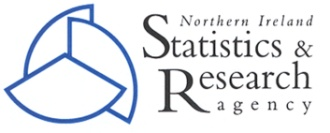 Northern Ireland
Statistics &
Research
agency